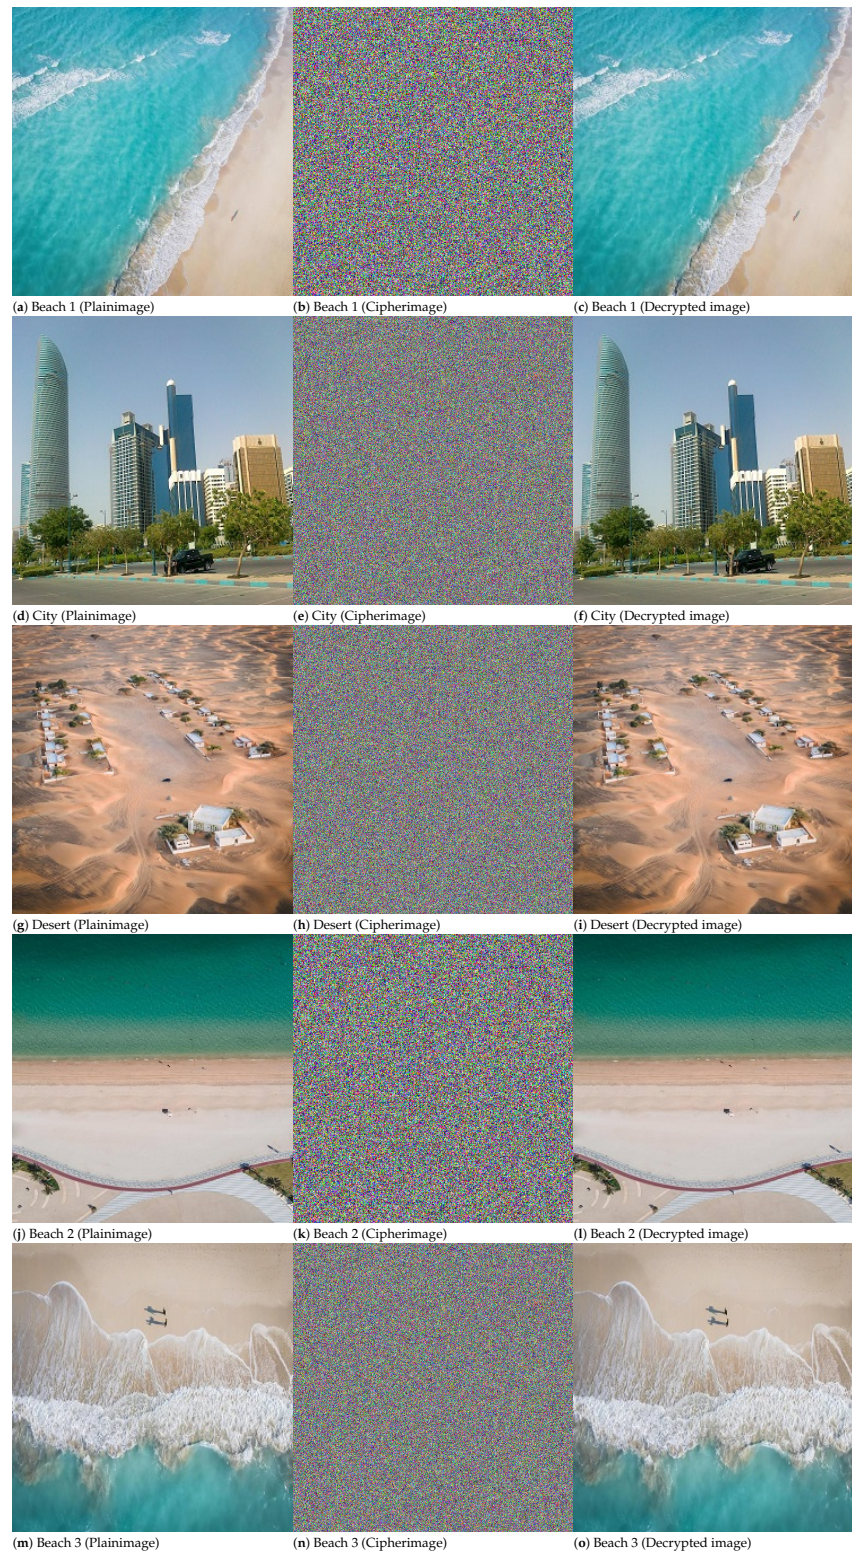 (a) Beach 1 (Plainimage) (b) Beach 1 (Cipherimage) (c) Beach 1 (Decrypted image)
(d) City (Plainimage) (e) City (Cipherimage) (f) City (Decrypted image)
(g) Desert (Plainimage) (h) Desert (Cipherimage) (i) Desert (Decrypted image)
(j) Beach 2 (Plainimage) (k) Beach 2 (Cipherimage) (l) Beach 2 (Decrypted image)
(m) Beach 3 (Plainimage) (n) Beach 3 (Cipherimage) (o) Beach 3 (Decrypted image)